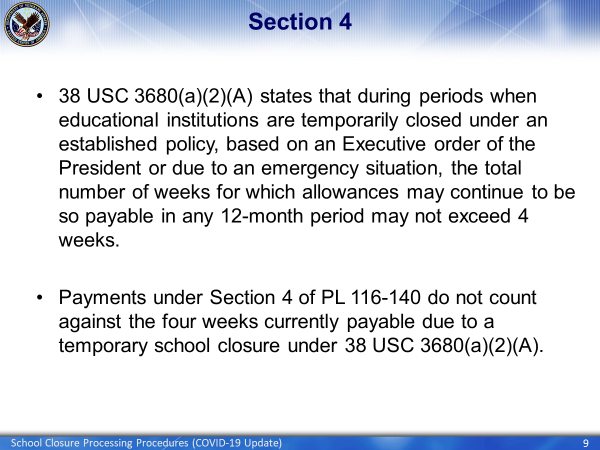 Section 4
• 38 USC 3680(a)(2)(A) states that during periods when
educational institutions are temporarily closed under an
established policy, based on an Executive order of the
President or due to an emergency situation, the total
number of weeks for which allowances may continue to be
so payable in any 12-month period may not exceed 4
weeks.
• Payments under Section 4 of PL 116-140 do not count
against the four weeks currently payable due to a
temporary school closure under 38 USC 3680(a)(2)(A).
School Closure Processing Procedures (COVID-19 Update)
9